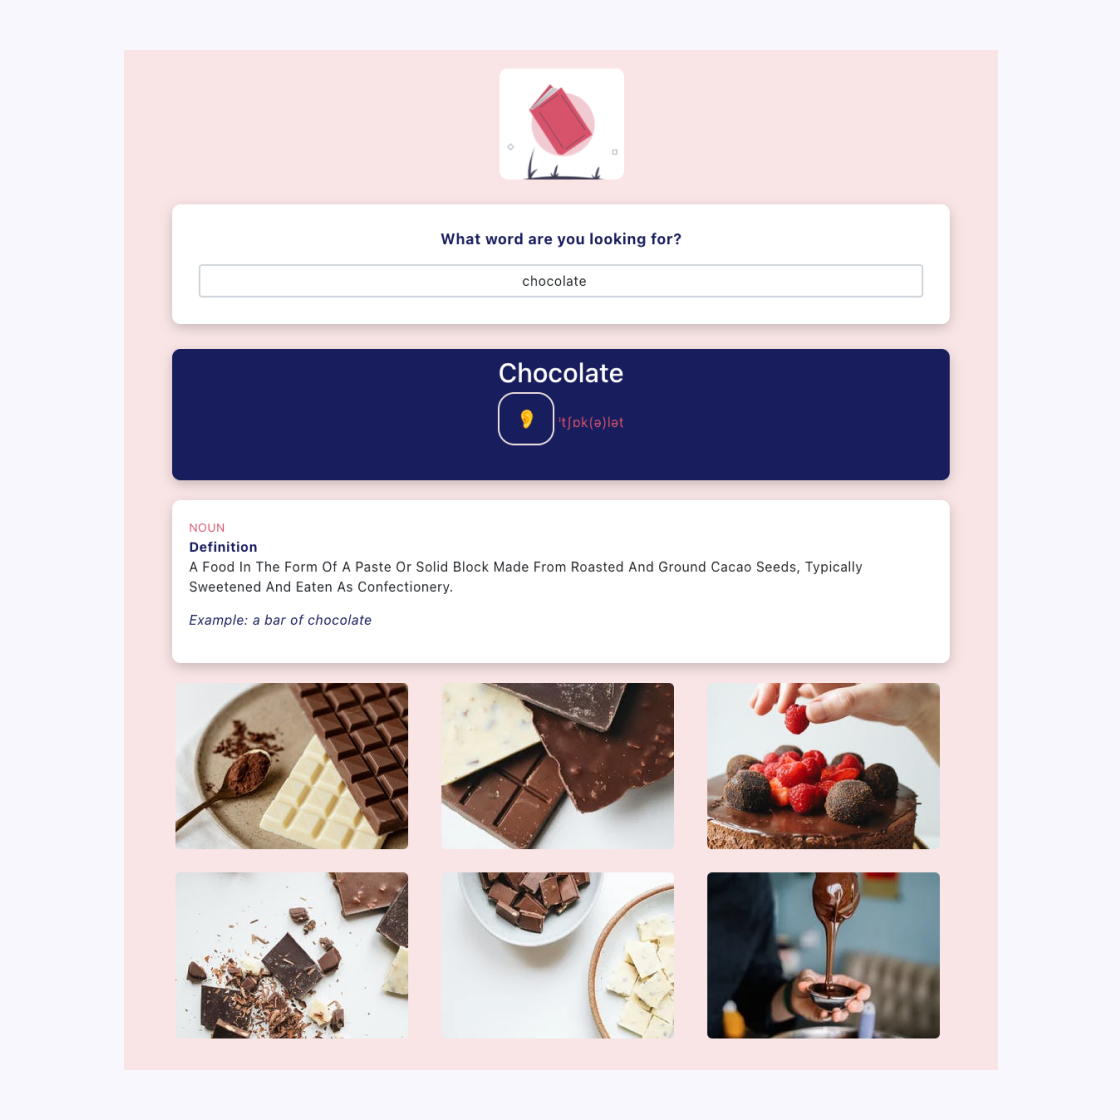 What word are you looking for?
chocolate
Chocolate
ˈtʃɒk(ə)lət
NOUN
Definition
A Food In The Form Of A Paste Or Solid Block Made From Roasted And Ground Cacao Seeds, Typically
Sweetened And Eaten As Confectionery.
Example: a bar of chocolate